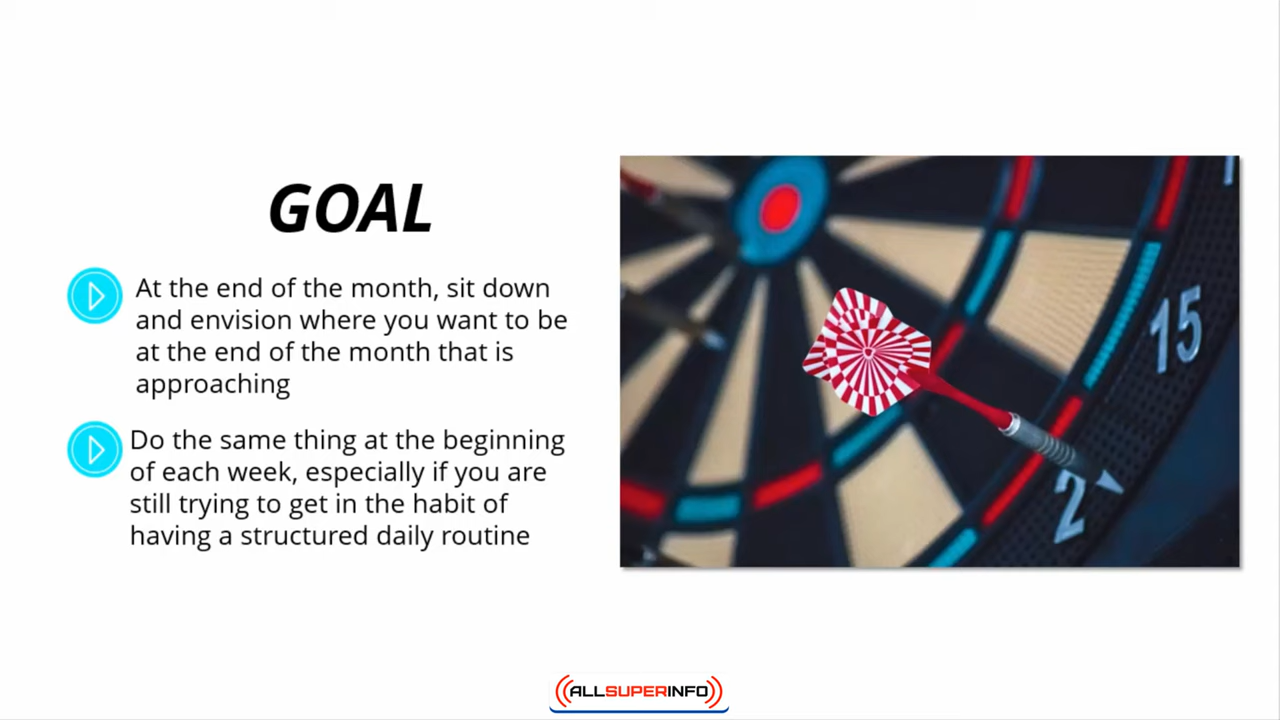 GOAL
At the end of the month, sit down
and envision where you want to be
at the end of the month that is
approaching
Do the same thing at the beginning
of each week, especially if you are
still trying to get in the habit of
having a structured daily routine
15
2
ALLSUPERINFO